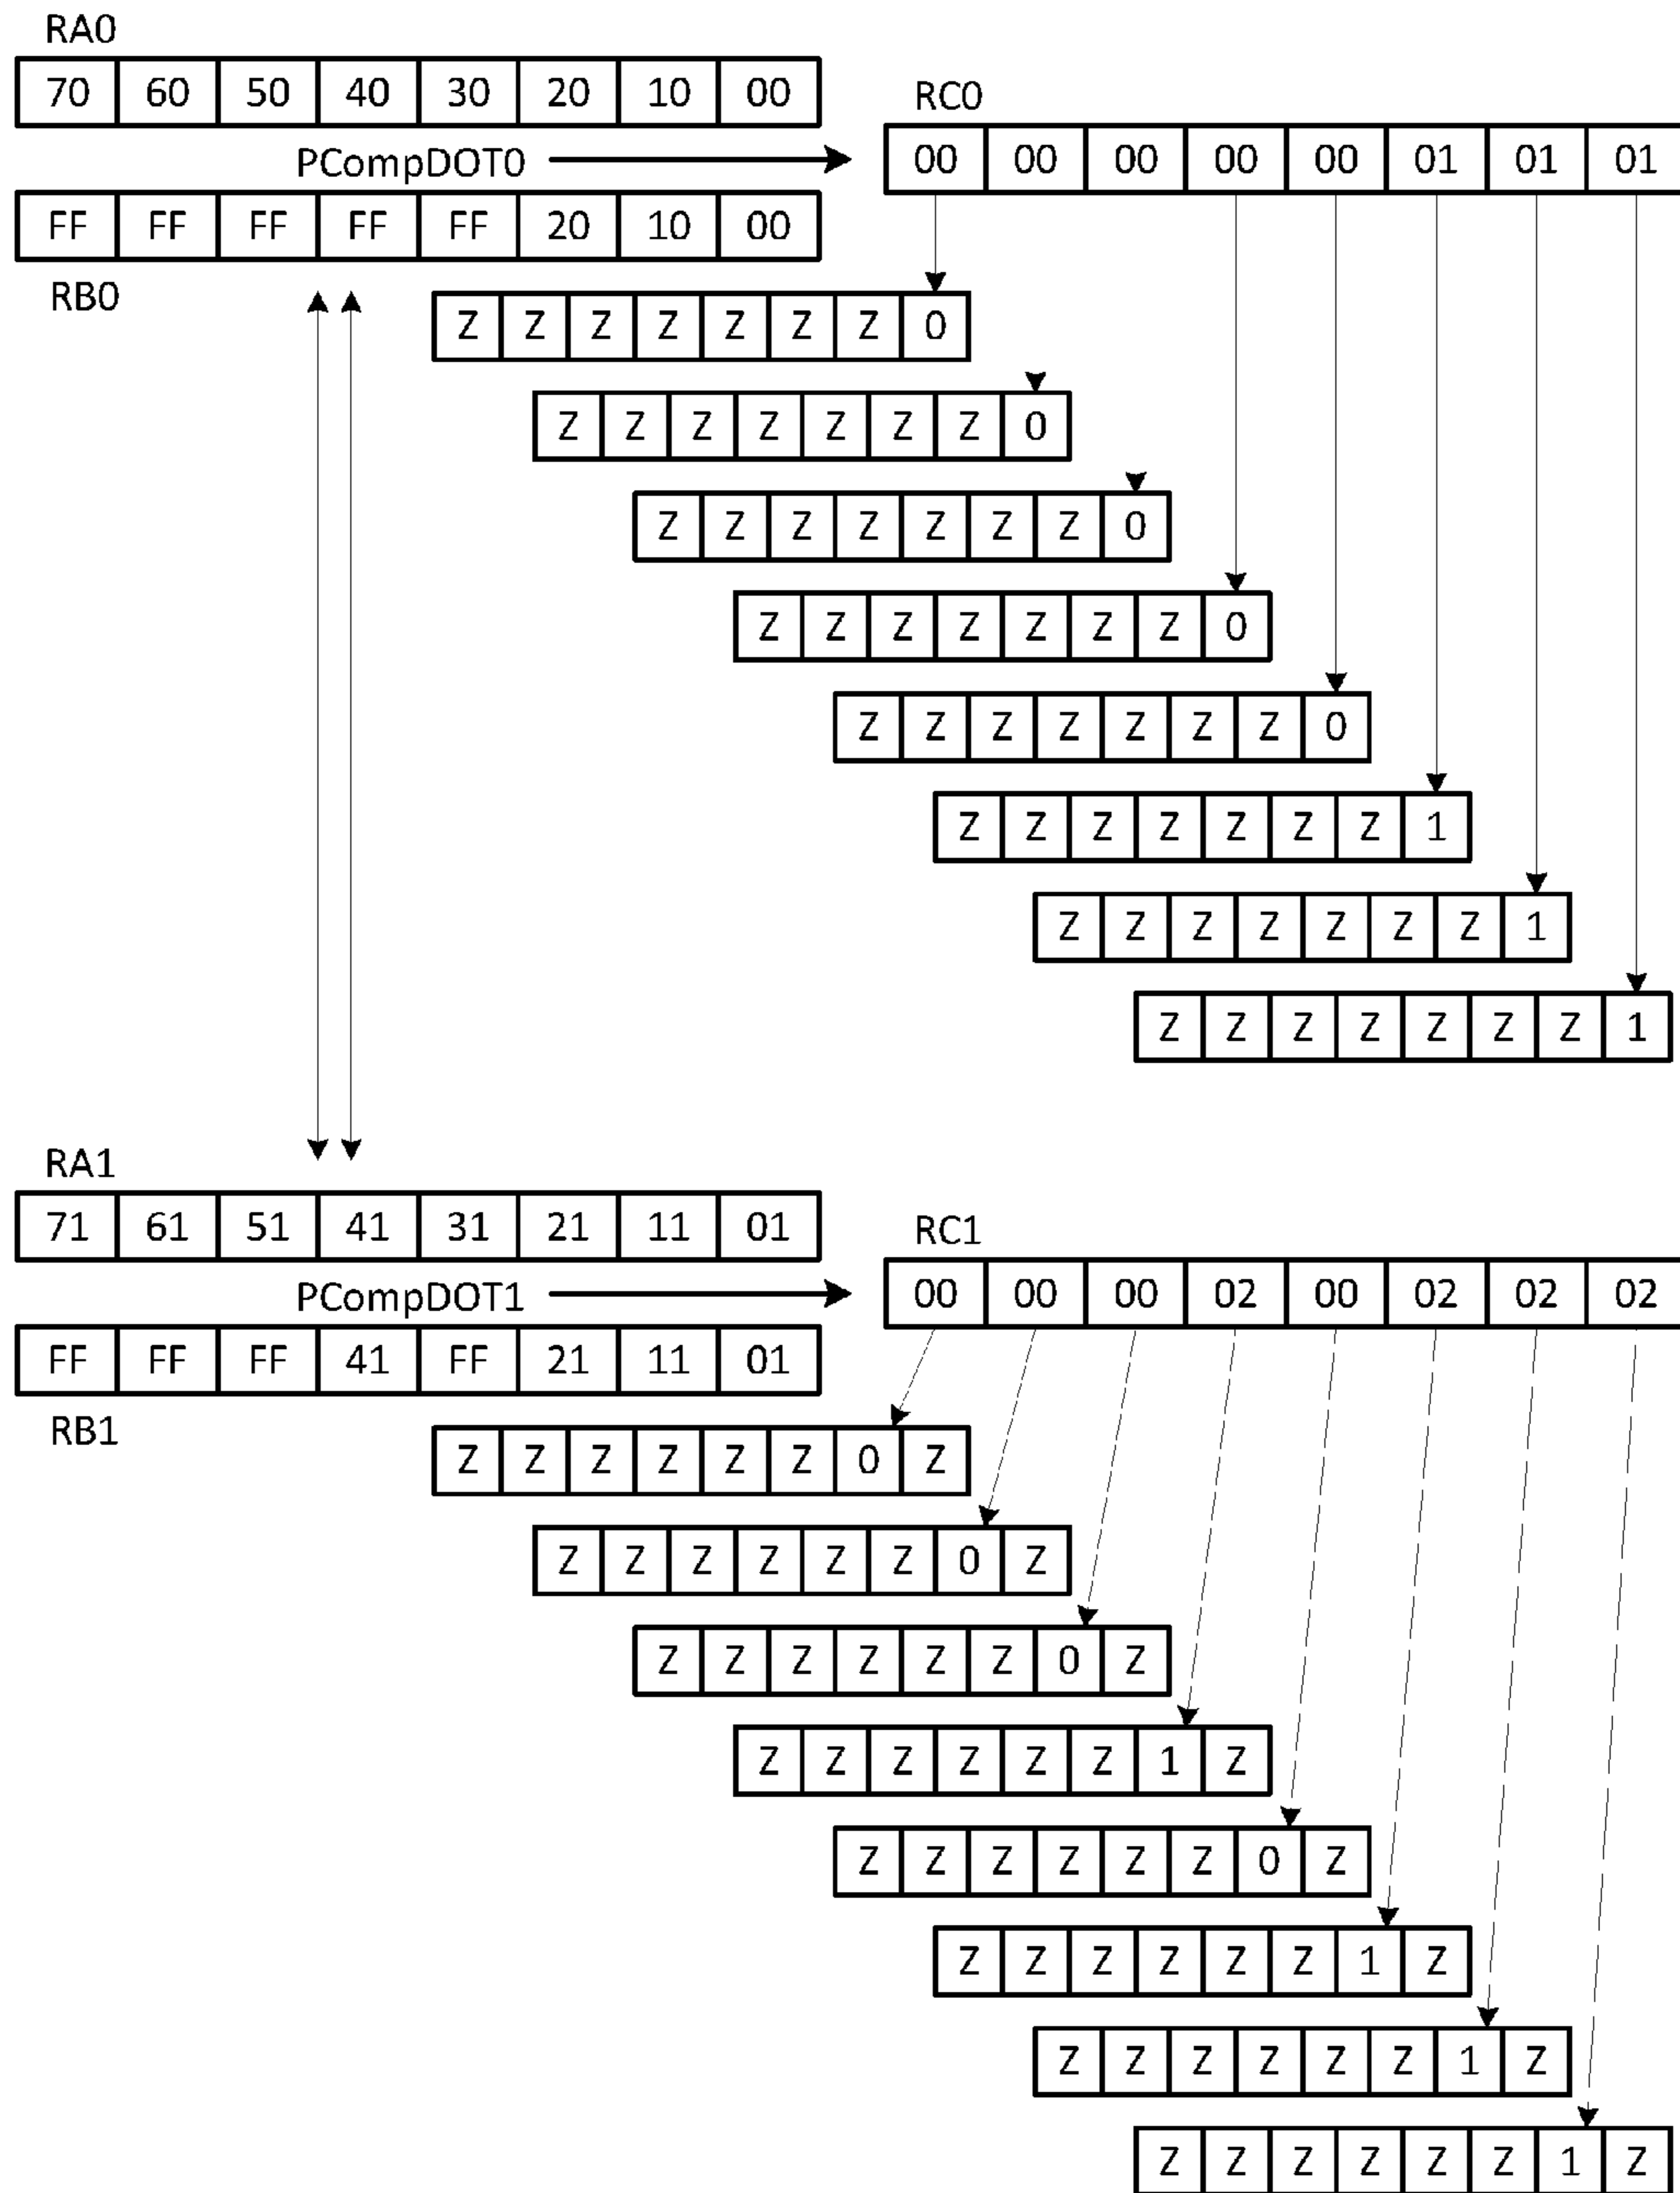 RA0
70 60 50 40 30 20 10 00
RC0
00 00 00 00 00 01 01 01
PCompDOT0
FF FF FF FF FF 20 10 00
RB0
Z Z Z Z Z Z Z 0
Z Z Z Z Z Z Z 0
Z Z Z Z Z Z Z 0
Z Z Z Z Z Z Z 0
Z Z Z Z Z Z Z 0
Z Z Z Z Z Z Z 1
Z Z Z Z Z Z Z 1
Z Z Z Z Z Z Z 1
RA1
71 61 51 41 31 21 11 01
RC1
00 00 00 02 00 02 02 02
PCompDOT1
FF FF FF 41 FF 21 11 01
RB1
Z Z Z Z Z Z 0 Z
Z Z Z Z Z Z 0 Z
Z Z Z Z Z Z 0 Z
Z Z Z Z Z Z 1 Z
Z Z Z Z Z Z 0 Z
Z Z Z Z Z Z 1 Z
Z Z Z Z Z Z 1 Z
Z Z Z Z Z Z 1 Z